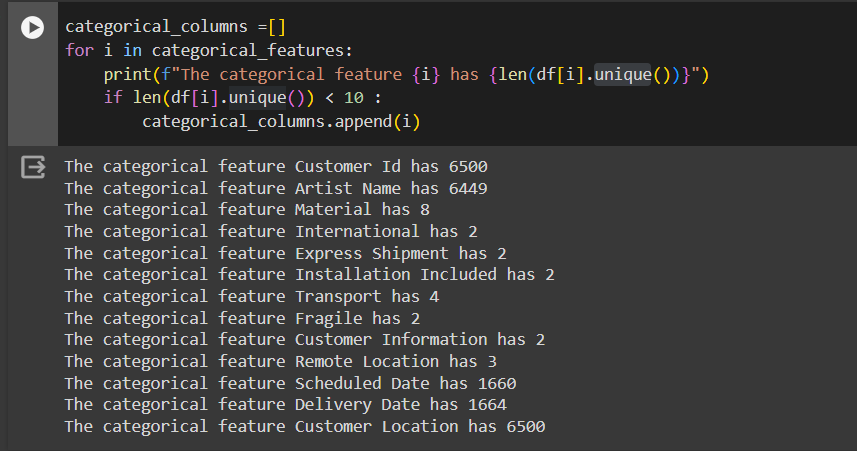 categorical_columns =[]
for i in categorical_features:
    print(f"The categorical feature {i} has {len(df[i].unique())}")
    if len(df[i].unique()) < 10 :
        categorical_columns.append(i)
The categorical feature Customer Id has 6500
The categorical feature Artist Name has 6449
The categorical feature Material has 8
The categorical feature International has 2
The categorical feature Express Shipment has 2
The categorical feature Installation Included has 2
The categorical feature Transport has 4
The categorical feature Fragile has 2
The categorical feature Customer Information has 2
The categorical feature Remote Location has 3
The categorical feature Scheduled Date has 1660
The categorical feature Delivery Date has 1664
The categorical feature Customer Location has 6500